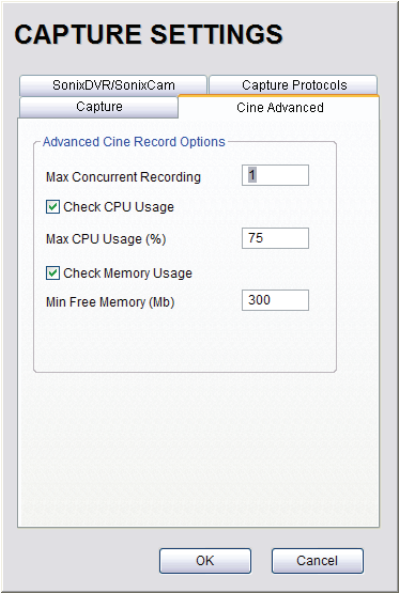 CAPTURE SETTINGS
SonixDVR/SonixCam
Capture Protocols
Capture
Cine Advanced
Advanced Cine Record Options
Max Concurrent Recording 1
Check CPU Usage
Max CPU Usage (%) 75
Check Memory Usage
Min Free Memory (Mb) 300
OK
Cancel